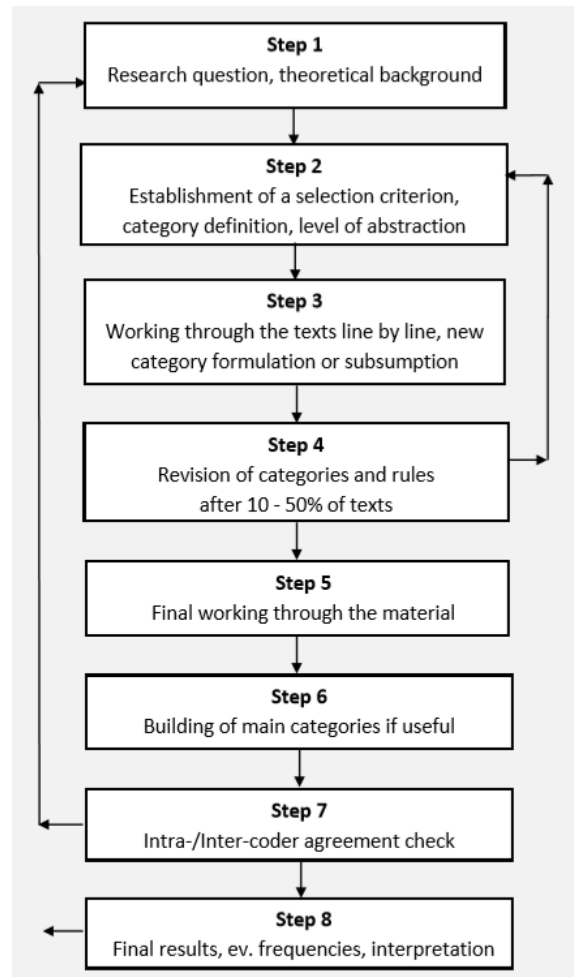 Step 1
Research question, theoretical background
Step 2
Establishment of a selection criterion,
category definition, level of abstraction
Step 3
Working through the texts line by line, new
category formulation or subsumption
Step 4
Revision of categories and rules
after 10 - 50% of texts
Step 5
Final working through the material
Step 6
Building of main categories if useful
Step 7
Intra-/Inter-coder agreement check
Step 8
Final results, ev. frequencies, interpretation